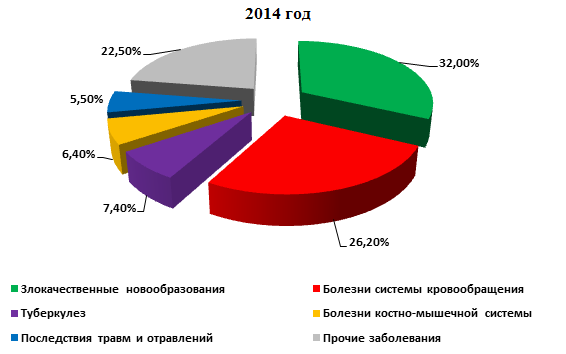 2014 год
22,50%
32,00%
5,50%
6,40%
7,40%
26,20%
Злокачественные новообразования
Болезни системы кровообращения
Туберкулез
Болезни костно-мышечной системы
Последствия травм и отравлений
Прочие заболевания